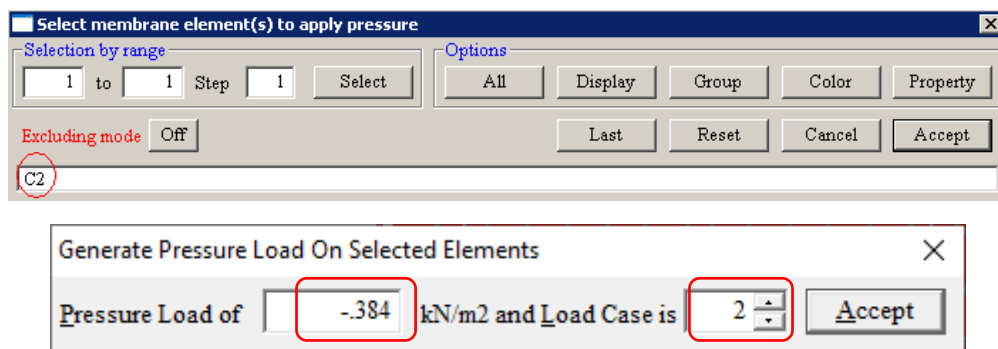 Select membrane element(s) to apply pressure
Selection by range Options
1 to 1 Step 1 Select All Display Group Color Property
Excluding mode Off Last Reset Cancel Accept
C2
Generate Pressure Load On Selected Elements
Pressure Load of -.384 kN/m2 and Load Case is 2 Accept